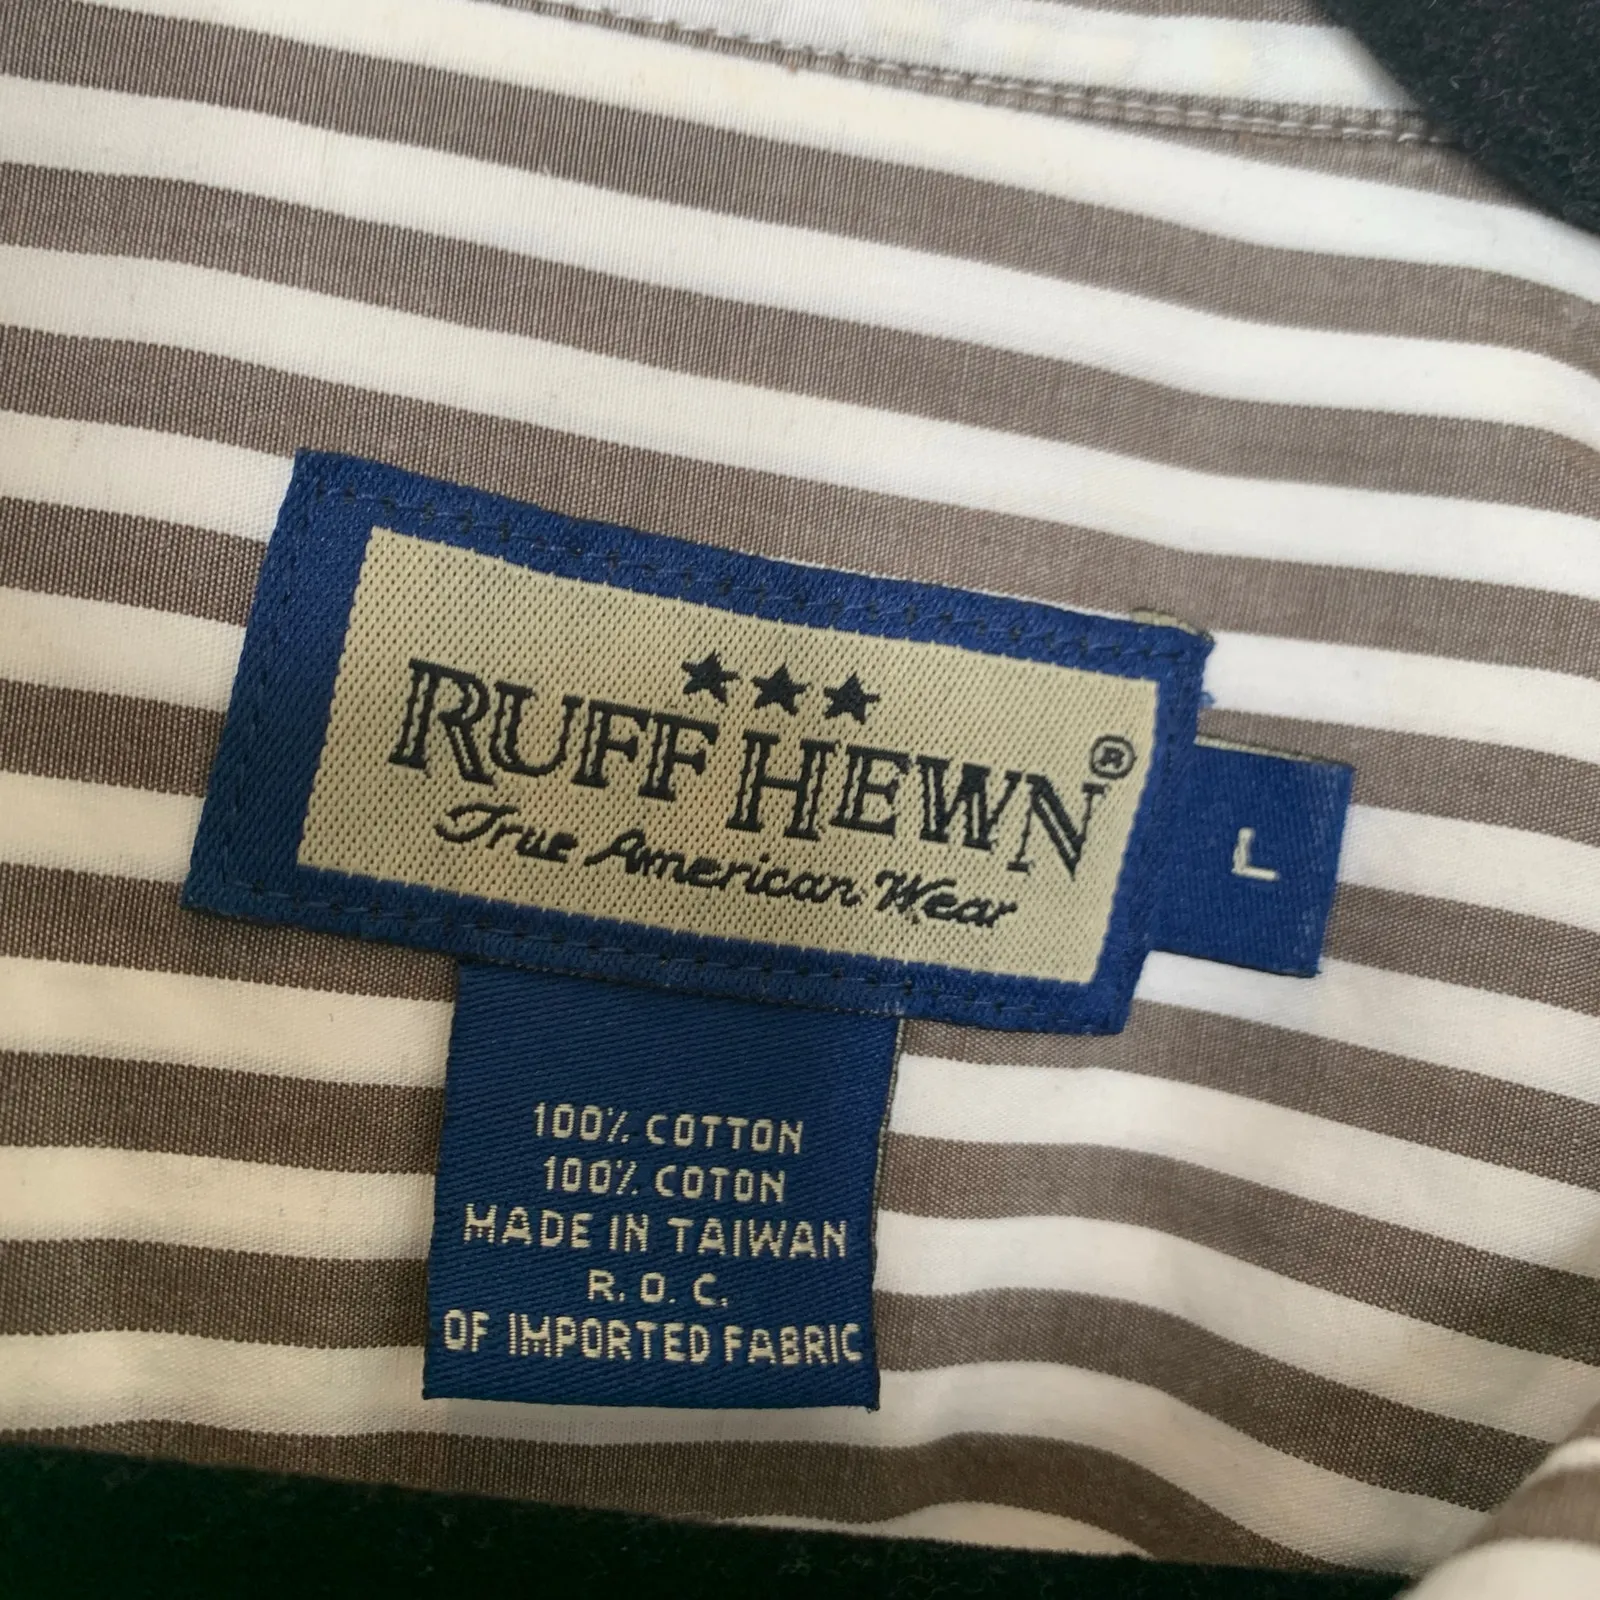 RUFF HEWN®
True American Wear
L
100% COTTON
100% COTON
MADE IN TAIWAN
R.O.C.
OF IMPORTED FABRIC